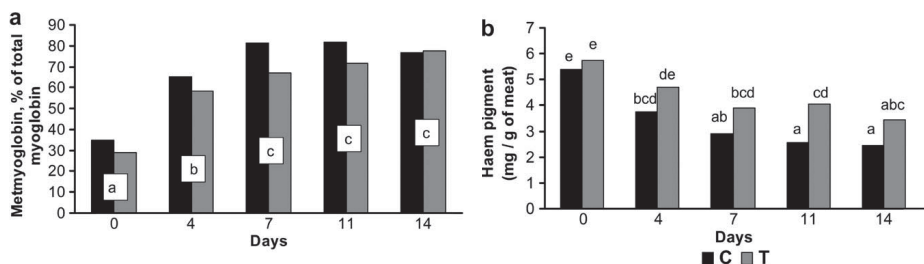 a
Metmyoglobin, % of total
myoglobin
90
80
70
60
50
40
30
20
10
0
a
b
c
c
c
0 4 7 11 14
Days
b
Haem pigment
(mg / g of meat)
7
6
5
4
3
2
1
0
e e
bcd de
ab bcd
a cd
a abc
0 4 7 11 14
Days
C T